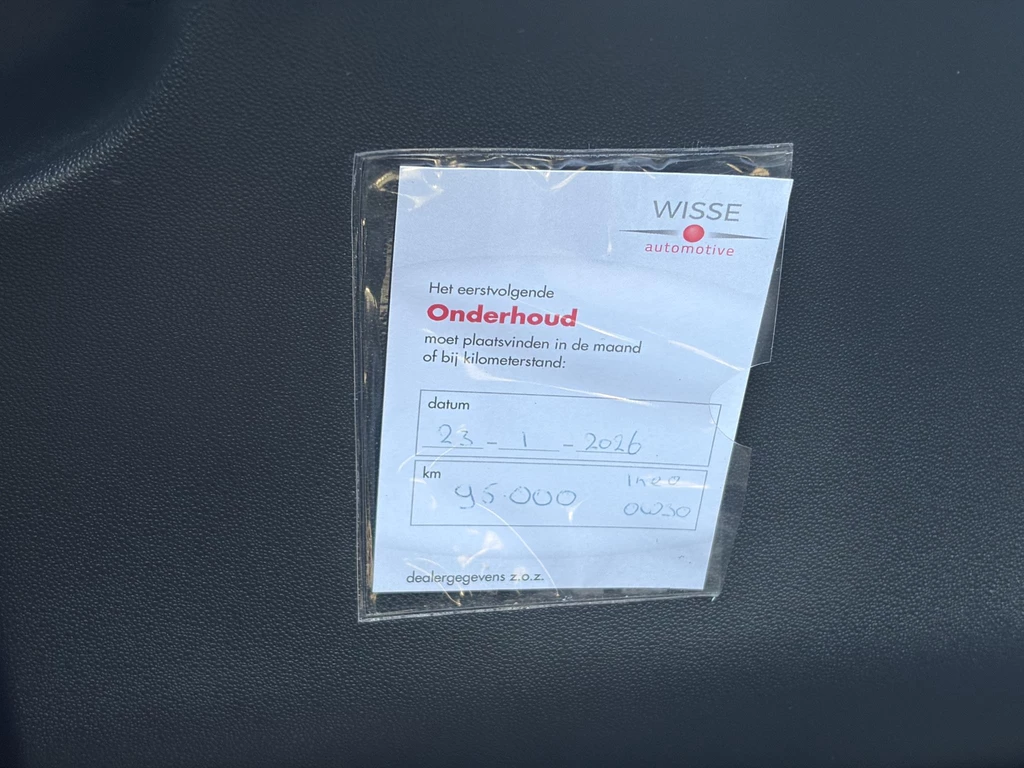 WISSE
automotive
Het eerstvolgende
Onderhoud
moet plaatsvinden in de maand
of bij kilometerstand:
datum
23 - 1 - 2026
km
95.000
0W30
dealergegevens z.o.z.